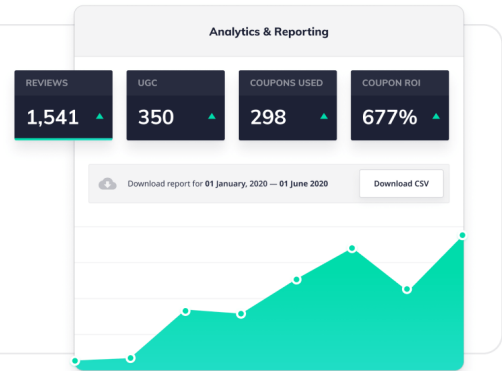 Analytics & Reporting
REVIEWS
UGC
COUPONS USED
COUPON ROI
1,541
350
298
677%
Download report for 01 January, 2020 — 01 June 2020
Download CSV